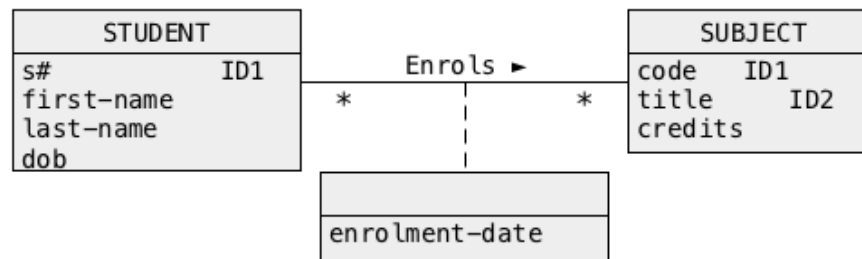 STUDENT
s# ID1
first-name
last-name
dob
Enrols ►
* *
SUBJECT
code ID1
title ID2
credits
enrolment-date